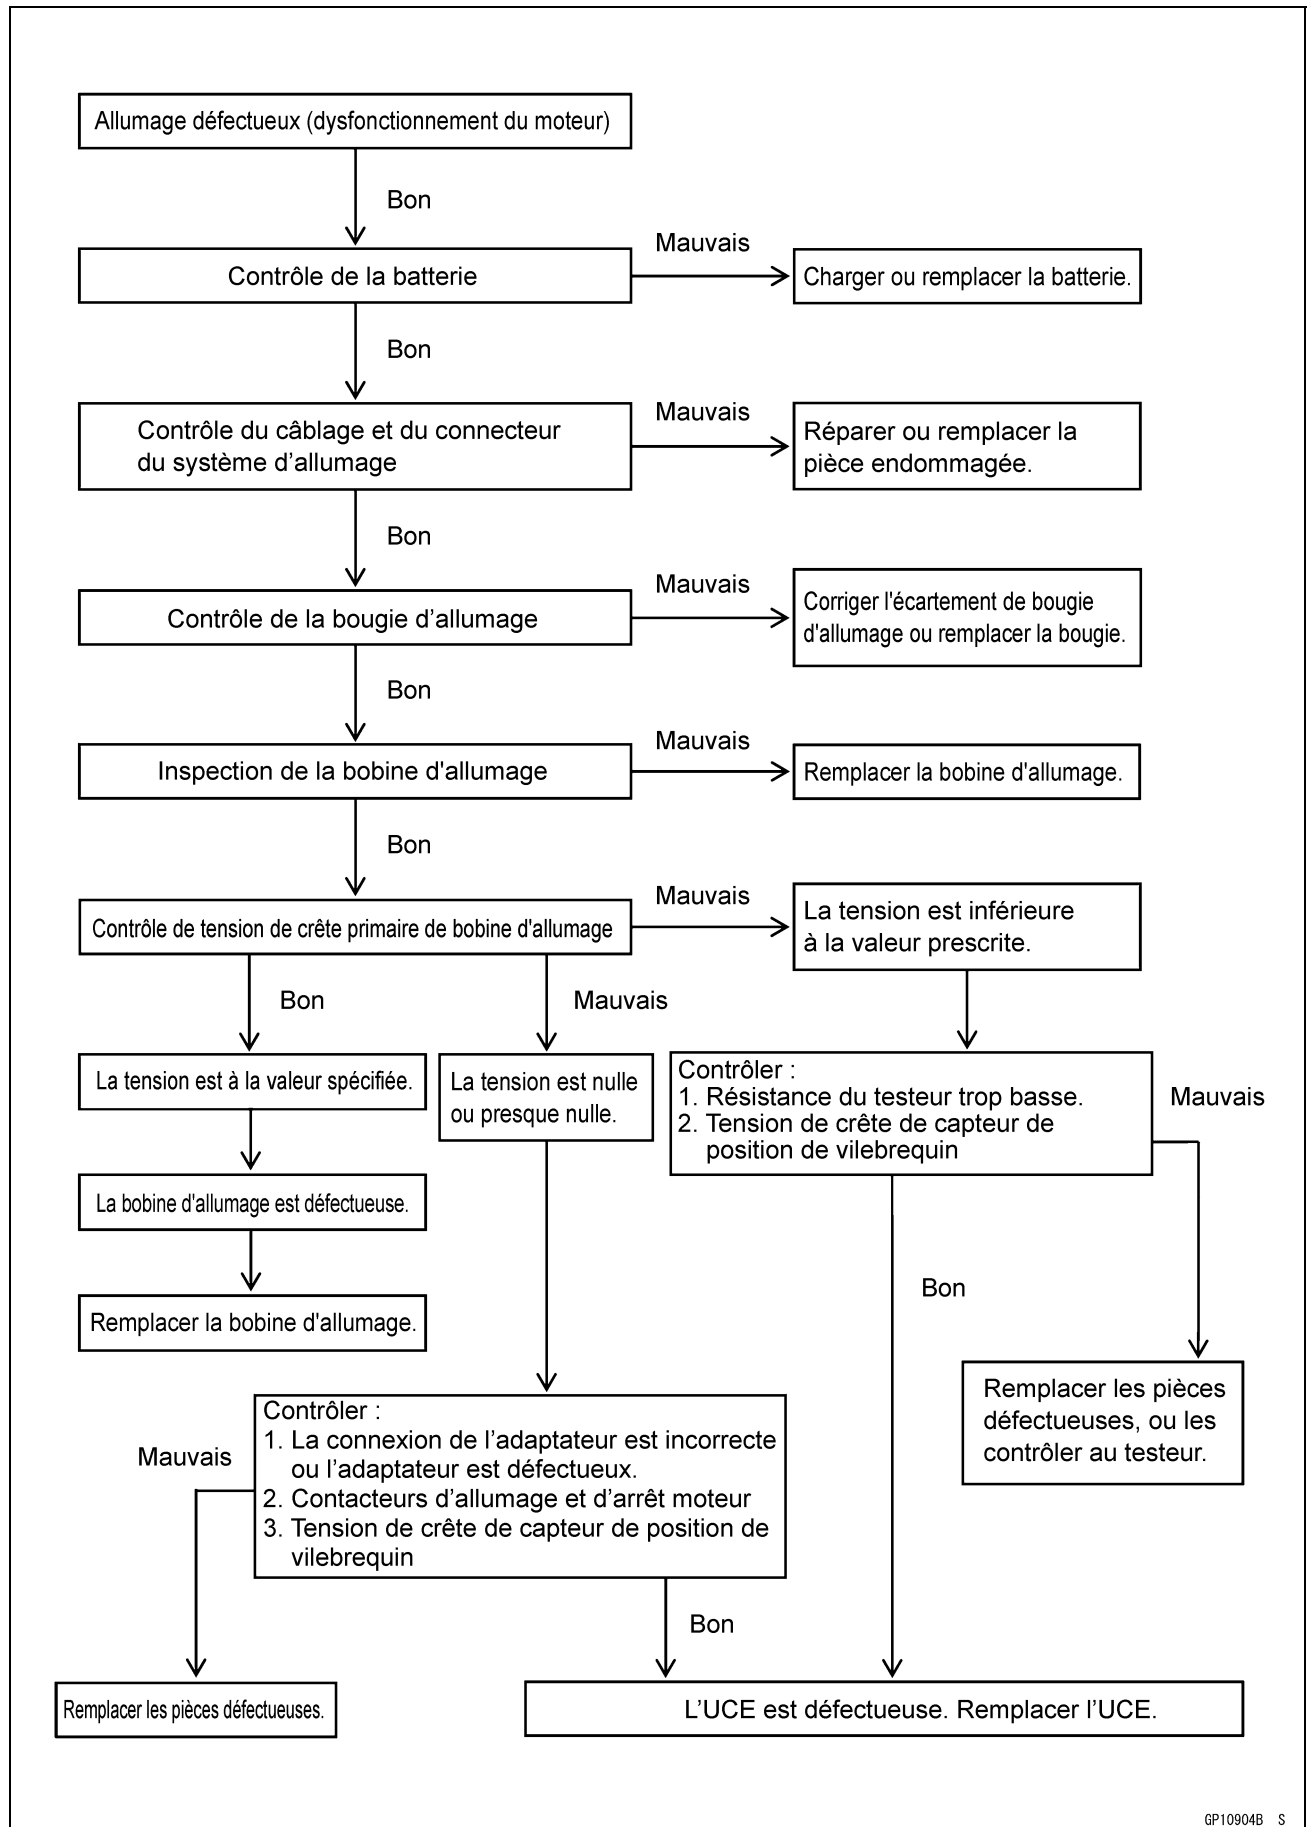 Allumage défectueux (dysfonctionnement du moteur)
Bon
Contrôle de la batterie
Mauvais
Charger ou remplacer la batterie.
Bon
Contrôle du câblage et du connecteur
du système d’allumage
Mauvais
Réparer ou remplacer la
pièce endommagée.
Bon
Contrôle de la bougie d’allumage
Mauvais
Corriger l'écartement de bougie
d'allumage ou remplacer la bougie.
Bon
Inspection de la bobine d'allumage
Mauvais
Remplacer la bobine d'allumage.
Bon
Contrôle de tension de crête primaire de bobine d'allumage
Mauvais
La tension est inférieure
à la valeur prescrite.
Bon
Mauvais
La tension est à la valeur spécifiée.
La tension est nulle
ou presque nulle.
Contrôler :
1. Résistance du testeur trop basse.
2. Tension de crête de capteur de
position de vilebrequin
Mauvais
La bobine d'allumage est défectueuse.
Remplacer la bobine d'allumage.
Bon
Remplacer les pièces
défectueuses, ou les
contrôler au testeur.
Contrôler :
1. La connexion de l’adaptateur est incorrecte
ou l’adaptateur est défectueux.
2. Contacteurs d’allumage et d’arrêt moteur
3. Tension de crête de capteur de position de
vilebrequin
Mauvais
Bon
Remplacer les pièces défectueuses.
L’UCE est défectueuse. Remplacer l’UCE.
GP10904B S